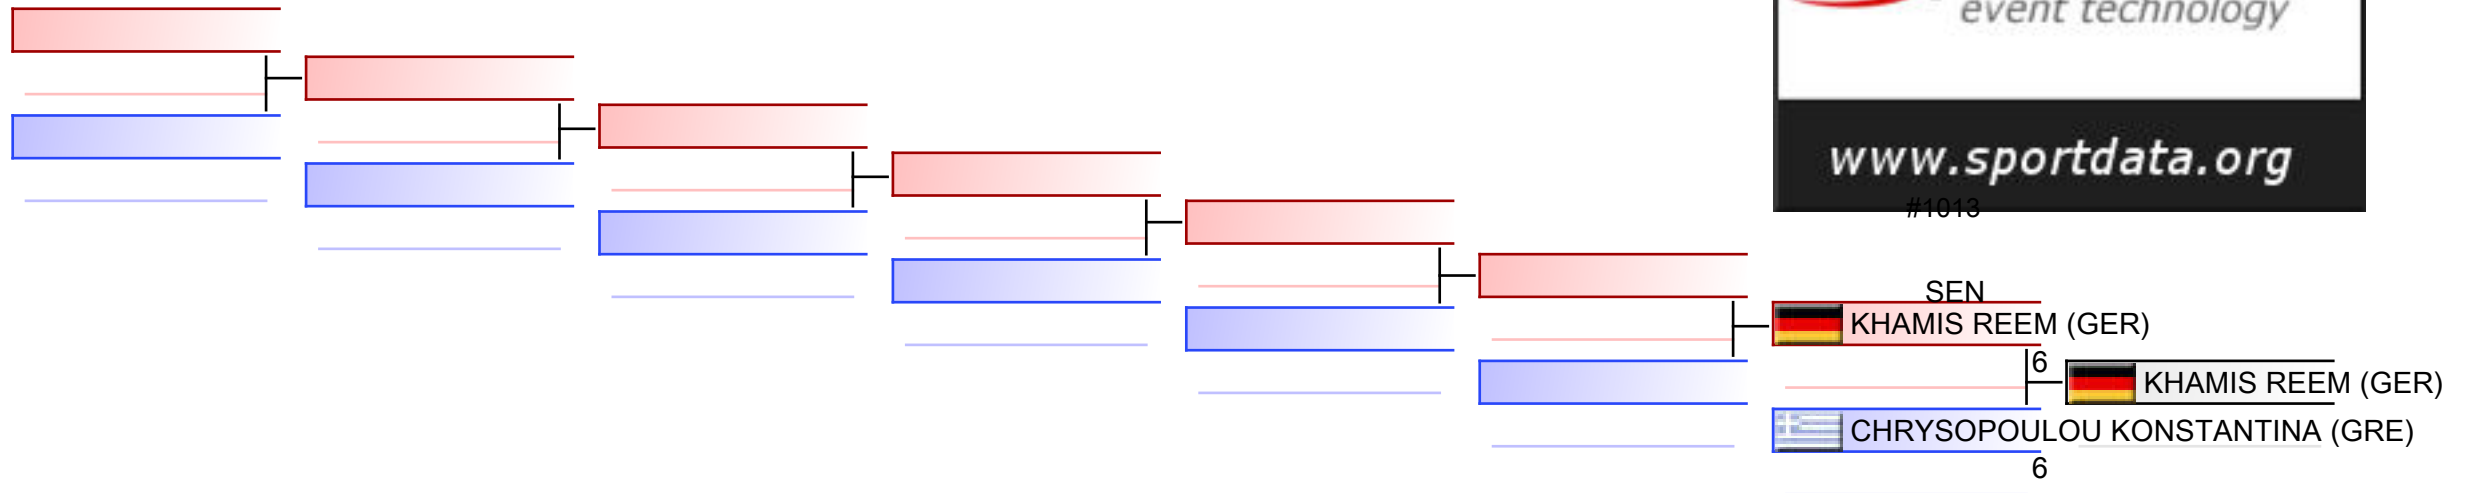 event technology
www.sportdata.org
#1013
SEN
KHAMIS REEM (GER)
6
KHAMIS REEM (GER)
CHRYSOPOULOU KONSTANTINA (GRE)
6